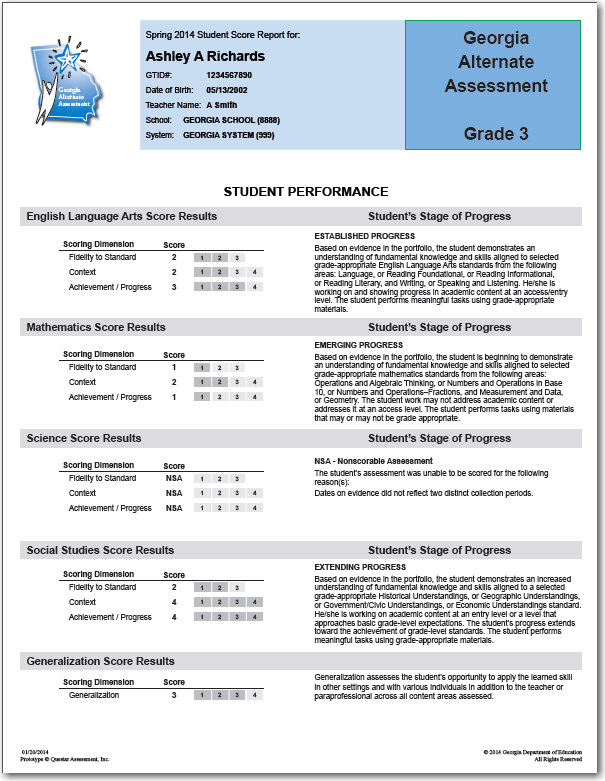 Georgia
Alternate
Assessment
Spring 2014 Student Score Report for:
Ashley A Richards
GTID#: 1234567890
Date of Birth: 05/13/2002
Teacher Name: A Smith
School: GEORGIA SCHOOL (8888)
System: GEORGIA SYSTEM (999)
Georgia
Alternate
Assessment
Grade 3
STUDENT PERFORMANCE
English Language Arts Score Results Student's Stage of Progress
Scoring Dimension Score
Fidelity to Standard 2 1 2 3
Context 2 1 2 3 4
Achievement / Progress 3 1 2 3 4
ESTABLISHED PROGRESS
Based on evidence in the portfolio, the student demonstrates an
understanding of fundamental knowledge and skills aligned to selected
grade-appropriate English Language Arts standards from the following
areas: Language, or Reading Foundational, or Reading Informational,
or Reading Literary, and Writing, or Speaking and Listening. He/she is
working on and showing progress in academic content at an access/entry
level. The student performs meaningful tasks using grade-appropriate
materials.
Mathematics Score Results Student's Stage of Progress
Scoring Dimension Score
Fidelity to Standard 1 1 2 3
Context 2 1 2 3 4
Achievement / Progress 1 1 2 3 4
EMERGING PROGRESS
Based on evidence in the portfolio, the student is beginning to demonstrate
an understanding of fundamental knowledge and skills aligned to selected
grade-appropriate mathematics standards from the following areas:
Operations and Algebraic Thinking, or Numbers and Operations in Base
10, or Numbers and Operations–Fractions, and Measurement and Data,
or Geometry. The student work may not address academic content or
addresses it at an access level. The student performs tasks using materials
that may or may not be grade appropriate.
Science Score Results Student's Stage of Progress
Scoring Dimension Score
Fidelity to Standard NSA 1 2 3
Context NSA 1 2 3 4
Achievement / Progress NSA 1 2 3 4
NSA - Nonscorable Assessment
The student's assessment was unable to be scored for the following
reason(s):
Dates on evidence did not reflect two distinct collection periods.
Social Studies Score Results Student's Stage of Progress
Scoring Dimension Score
Fidelity to Standard 2 1 2 3
Context 4 1 2 3 4
Achievement / Progress 4 1 2 3 4
EXTENDING PROGRESS
Based on evidence in the portfolio, the student demonstrates an increased
understanding of fundamental knowledge and skills aligned to a selected
grade-appropriate Historical Understandings, or Geographic Understandings,
or Government/Civic Understandings, or Economic Understandings standard.
He/she is working on academic content at an entry level or a level that
approaches basic grade-level expectations. The student's progress extends
toward the achievement of grade-level standards. The student performs
meaningful tasks using grade-appropriate materials.
Generalization Score Results
Scoring Dimension Score
Generalization 3 1 2 3 4
Generalization assesses the student's opportunity to apply the learned skill
in other settings and with various individuals in addition to the teacher or
paraprofessional across all content areas assessed.
01/20/2014
Prototype © Questar Assessment, Inc.
© 2014 Georgia Department of Education
All Rights Reserved